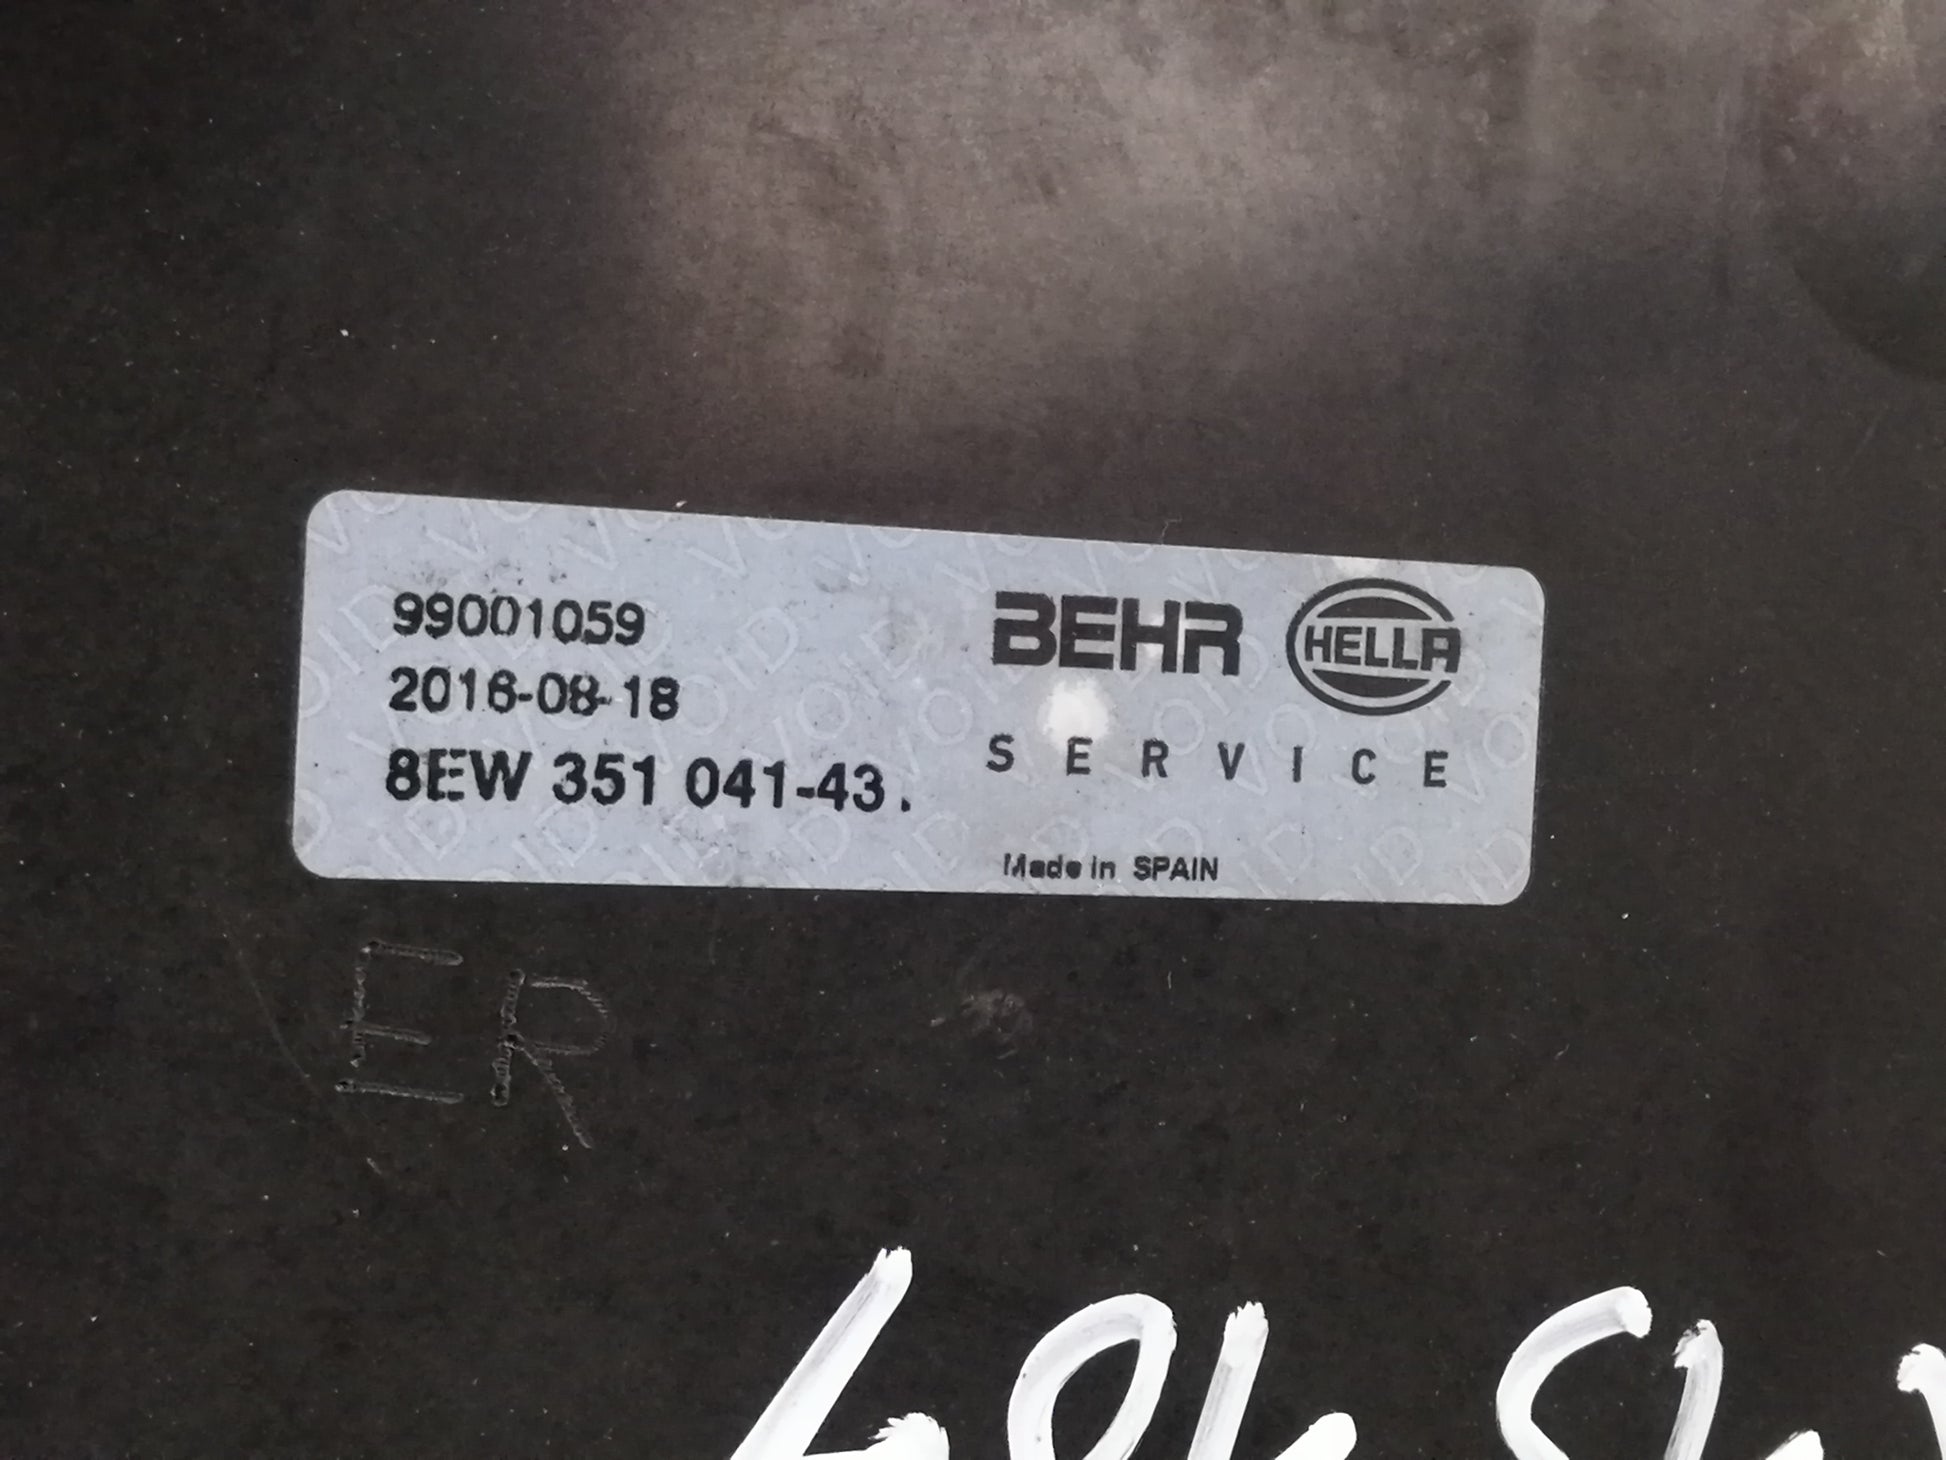 99001059
2016-08-18
8EW 351 041-43.
BEHR HELLA
SERVICE
Made in SPAIN
ER